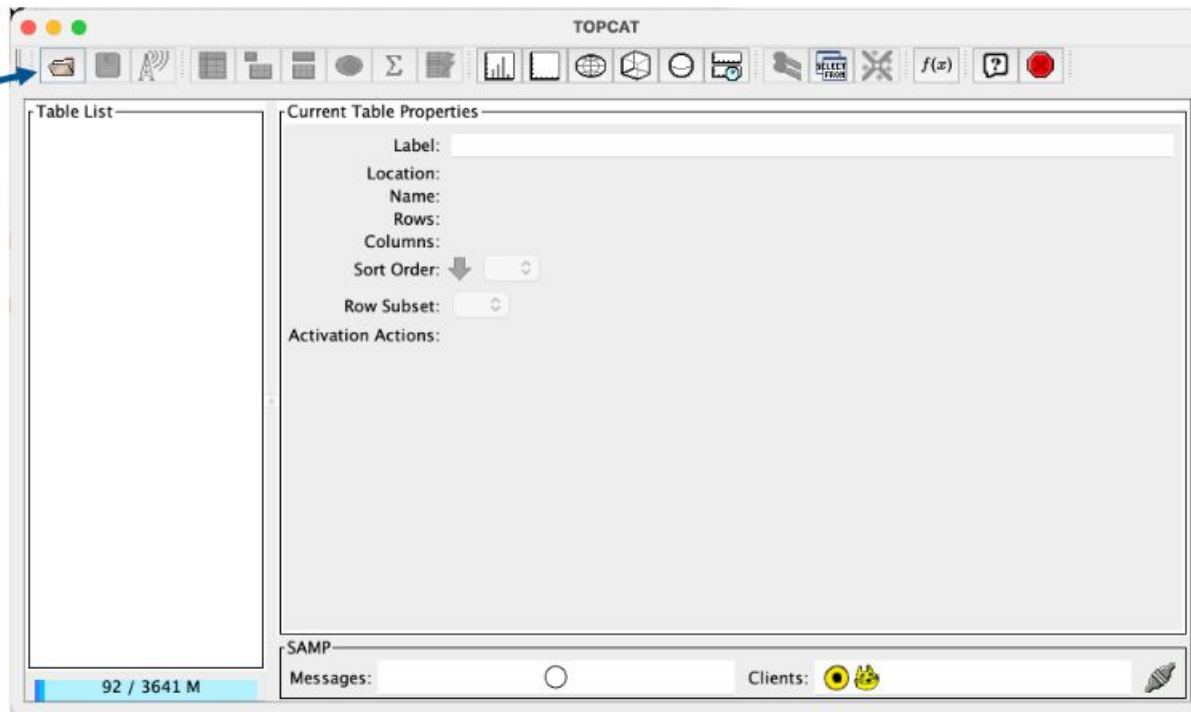 TOPCAT
Σ
SELECT
FROM
f(x)
?
Table List
Current Table Properties
Label:
Location:
Name:
Rows:
Columns:
Sort Order:
Row Subset:
Activation Actions:
SAMP
92 / 3641 M
Messages:
Clients: